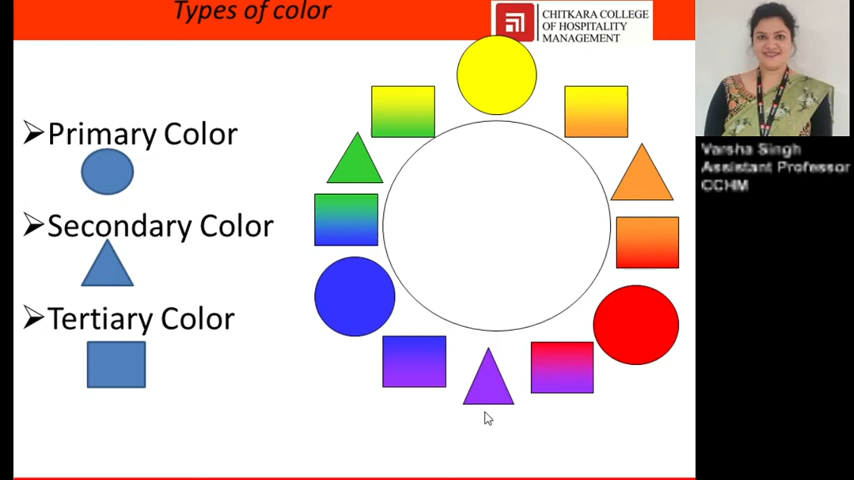 Types of color
CHITKARA COLLEGE
OF HOSPITALITY
MANAGEMENT
Primary Color
Secondary Color
Tertiary Color
Varsha Singh
Assistant Professor
CCHM